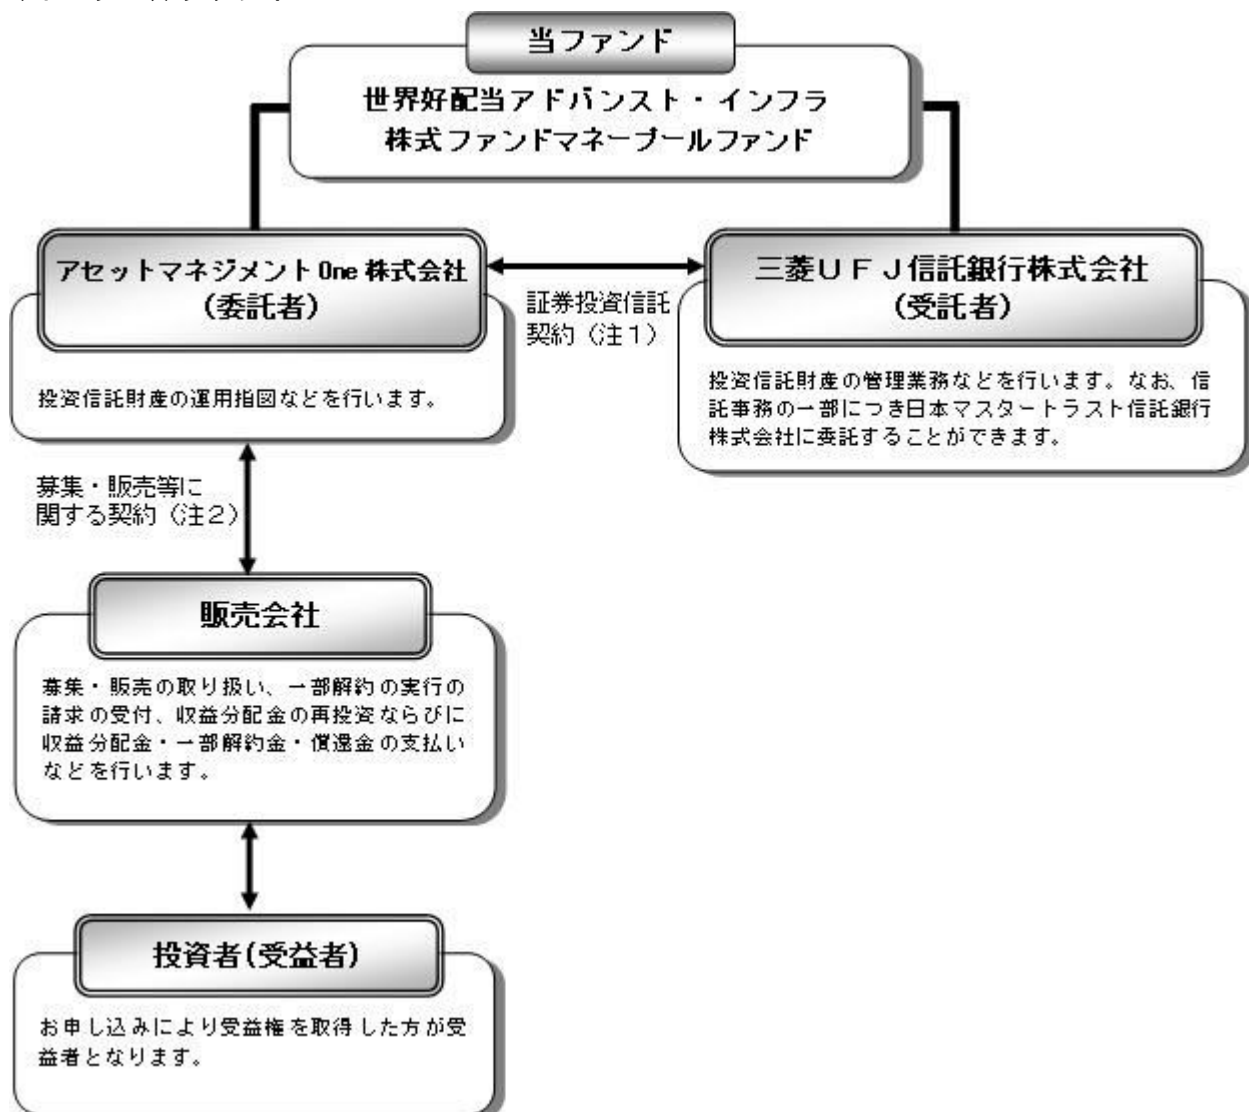 当ファンド
世界好配当アドバンスト・インフラ
株式ファンドマネープールファンド
アセットマネジメントOne株式会社
(委託者)
投資信託財産の運用指図などを行います。
証券投資信託
契約（注１）
三菱ＵＦＪ信託銀行株式会社
(受託者)
投資信託財産の管理業務などを行います。なお、信
託事務の一部につき日本マスタートラスト信託銀行
株式会社に委託することができます。
募集・販売等に
関する契約（注２）
販売会社
募集・販売の取り扱い、一部解約の実行の
請求の受付、収益分配金の再投資ならびに
収益分配金・一部解約金・償還金の支払い
などを行います。
投資者(受益者)
お申し込みにより受益権を取得した方が受
益者となります。